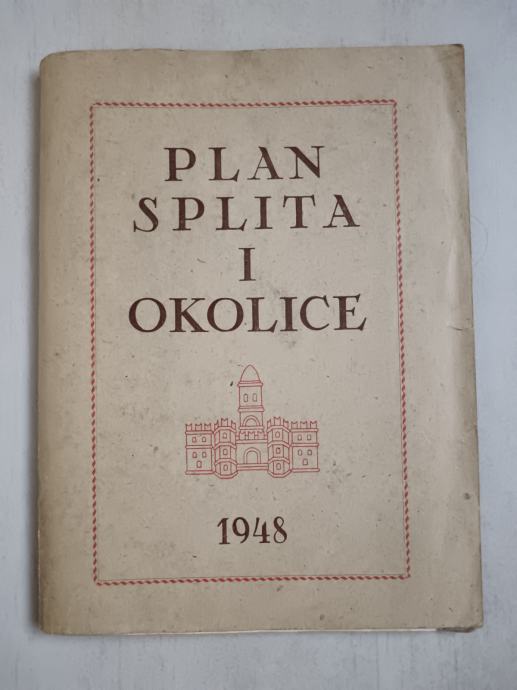 PLAN
SPLITA
I
OKOLICE
1948